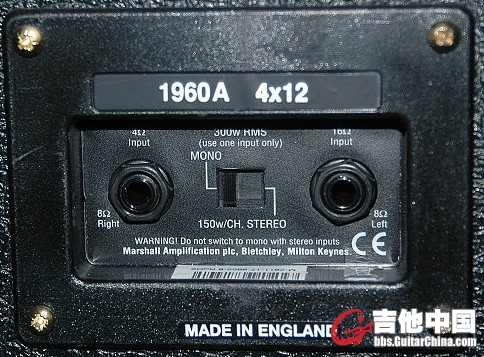 1960A 4x12
4Ω Input
300w RMS
(use one input only)
16Ω Input
MONO
150w/CH. STEREO
8Ω Right
8Ω Left
WARNING! Do not switch to mono with stereo inputs
Marshall Amplification plc, Bletchley, Milton Keynes.
CE
MADE IN ENGLAND
吉他中国
bbs.GuitarChina.com